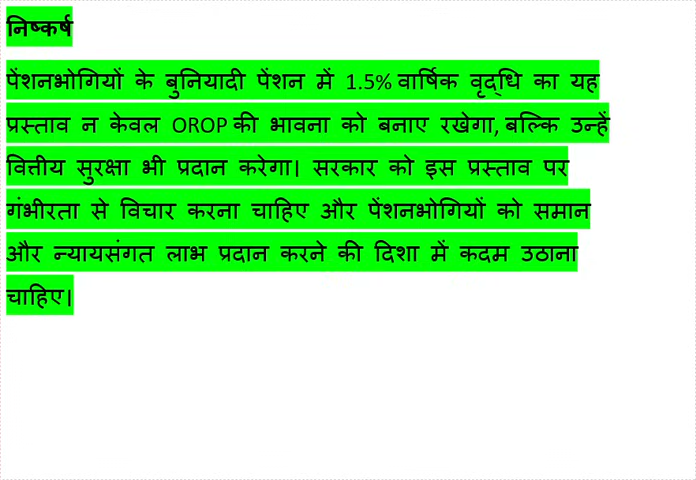 निष्कर्ष
पेंशनभोगियों के बुनियादी पेंशन में 1.5% वार्षिक वृद्धि का यह
प्रस्ताव न केवल OROP की भावना को बनाए रखेगा, बल्कि उन्हें
वित्तीय सुरक्षा भी प्रदान करेगा। सरकार को इस प्रस्ताव पर
गंभीरता से विचार करना चाहिए और पेंशनभोगियों को समान
और न्यायसंगत लाभ प्रदान करने की दिशा में कदम उठाना
चाहिए।